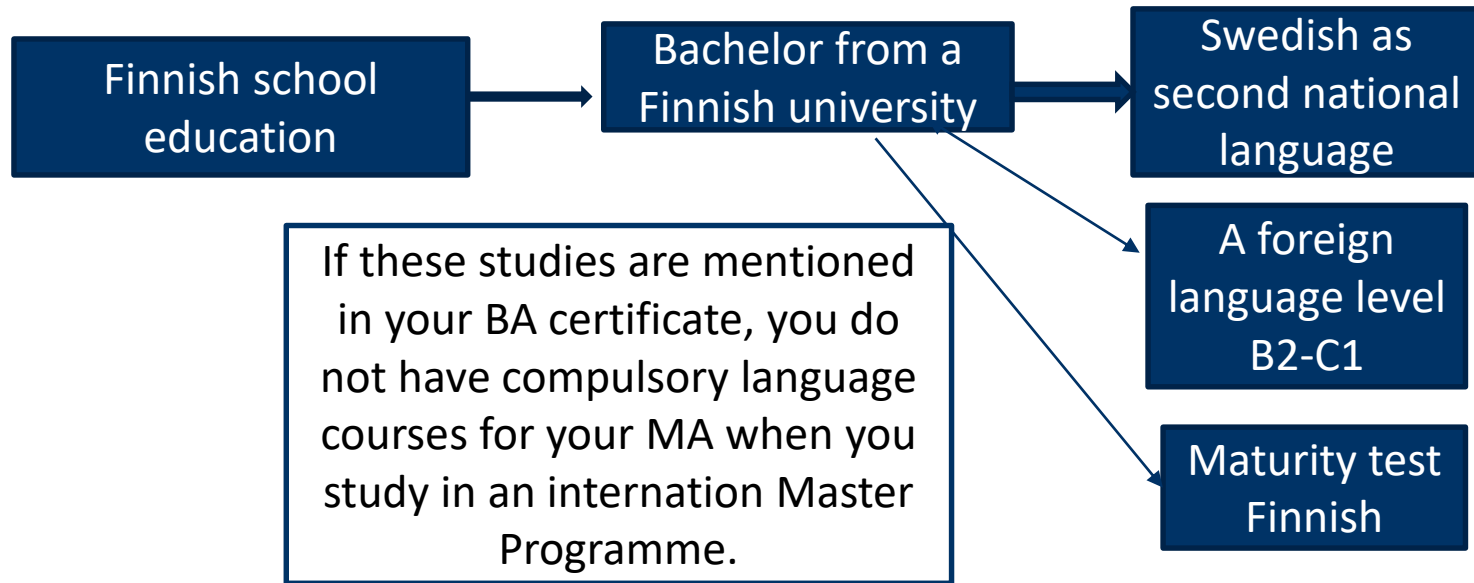 Finnish school
education
Bachelor from a
Finnish university
Swedish as
second national
language
If these studies are mentioned
in your BA certificate, you do
not have compulsory language
courses for your MA when you
study in an internation Master
Programme.
A foreign
language level
B2-C1
Maturity test
Finnish